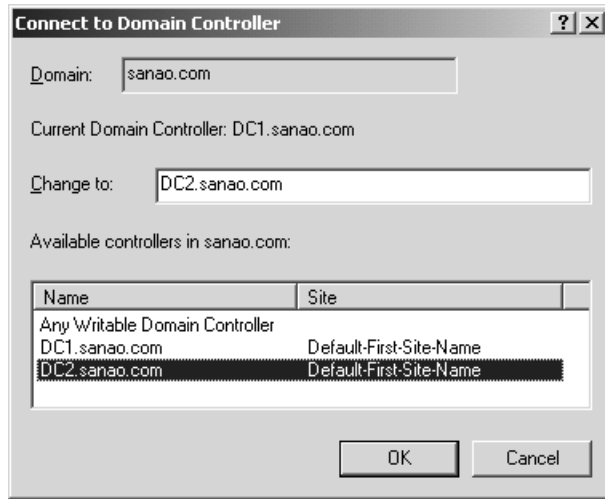 Connect to Domain Controller
Domain: sanao.com
Current Domain Controller: DC1.sanao.com
Change to: DC2.sanao.com
Available controllers in sanao.com:
Name Site
Any Writable Domain Controller
DC1.sanao.com Default-First-Site-Name
DC2.sanao.com Default-First-Site-Name
OK Cancel